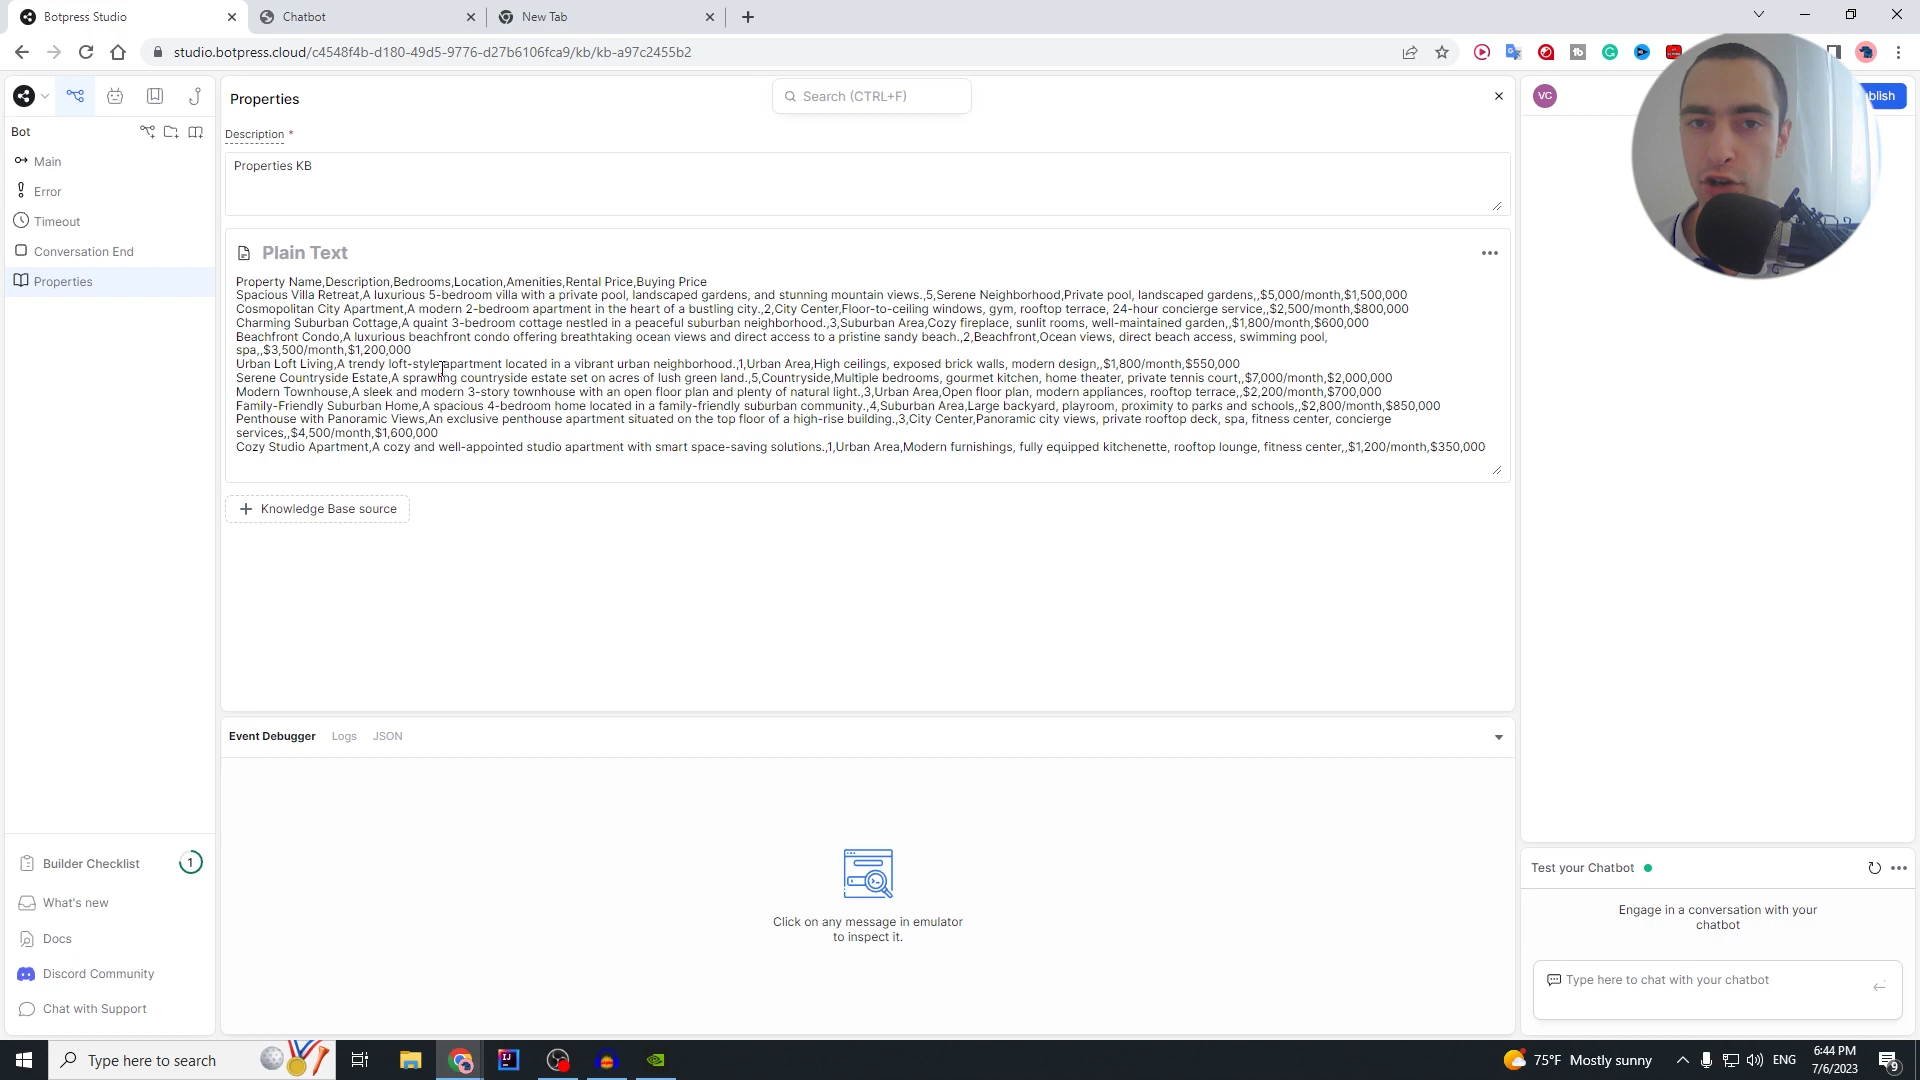 Botpress Studio
Chatbot
New Tab
studio.botpress.cloud/c4548f4b-d180-49d5-9776-d27b6106fca9/kb/kb-a97c2455b2
Bot
Main
Error
Timeout
Conversation End
Properties
Builder Checklist
1
What's new
Docs
Discord Community
Chat with Support
Properties
Search (CTRL+F)
Description *
Properties KB
Plain Text
Property Name,Description,Bedrooms,Location,Amenities,Rental Price,Buying Price
Spacious Villa Retreat,A luxurious 5-bedroom villa with a private pool, landscaped gardens, and stunning mountain views.,5,Serene Neighborhood,Private pool, landscaped gardens,,$5,000/month,$1,500,000
Cosmopolitan City Apartment,A modern 2-bedroom apartment in the heart of a bustling city.,2,City Center,Floor-to-ceiling windows, gym, rooftop terrace, 24-hour concierge service,,$2,500/month,$800,000
Charming Suburban Cottage,A quaint 3-bedroom cottage nestled in a peaceful suburban neighborhood.,3,Suburban Area,Cozy fireplace, sunlit rooms, well-maintained garden,,$1,800/month,$600,000
Beachfront Condo,A luxurious beachfront condo offering breathtaking ocean views and direct access to a pristine sandy beach.,2,Beachfront,Ocean views, direct beach access, swimming pool,
spa,,$3,500/month,$1,200,000
Urban Loft Living,A trendy loft-style apartment located in a vibrant urban neighborhood.,1,Urban Area,High ceilings, exposed brick walls, modern design,,$1,800/month,$550,000
Serene Countryside Estate,A sprawling countryside estate set on acres of lush green land.,5,Countryside,Multiple bedrooms, gourmet kitchen, home theater, private tennis court,,$7,000/month,$2,000,000
Modern Townhouse,A sleek and modern 3-story townhouse with an open floor plan and plenty of natural light.,3,Urban Area,Open floor plan, modern appliances, rooftop terrace,,$2,200/month,$700,000
Family-Friendly Suburban Home,A spacious 4-bedroom home located in a family-friendly suburban community.,4,Suburban Area,Large backyard, playroom, proximity to parks and schools,,$2,800/month,$850,000
Penthouse with Panoramic Views,An exclusive penthouse apartment situated on the top floor of a high-rise building.,3,City Center,Panoramic city views, private rooftop deck, spa, fitness center, concierge
services,,$4,500/month,$1,600,000
Cozy Studio Apartment,A cozy and well-appointed studio apartment with smart space-saving solutions.,1,Urban Area,Modern furnishings, fully equipped kitchenette, rooftop lounge, fitness center,,$1,200/month,$350,000
Knowledge Base source
Event Debugger
Logs
JSON
Click on any message in emulator
to inspect it.
VC
blish
Test your Chatbot
Engage in a conversation with your
chatbot
Type here to chat with your chatbot
Type here to search
75°F Mostly sunny
ENG
6:44 PM
7/6/2023
9